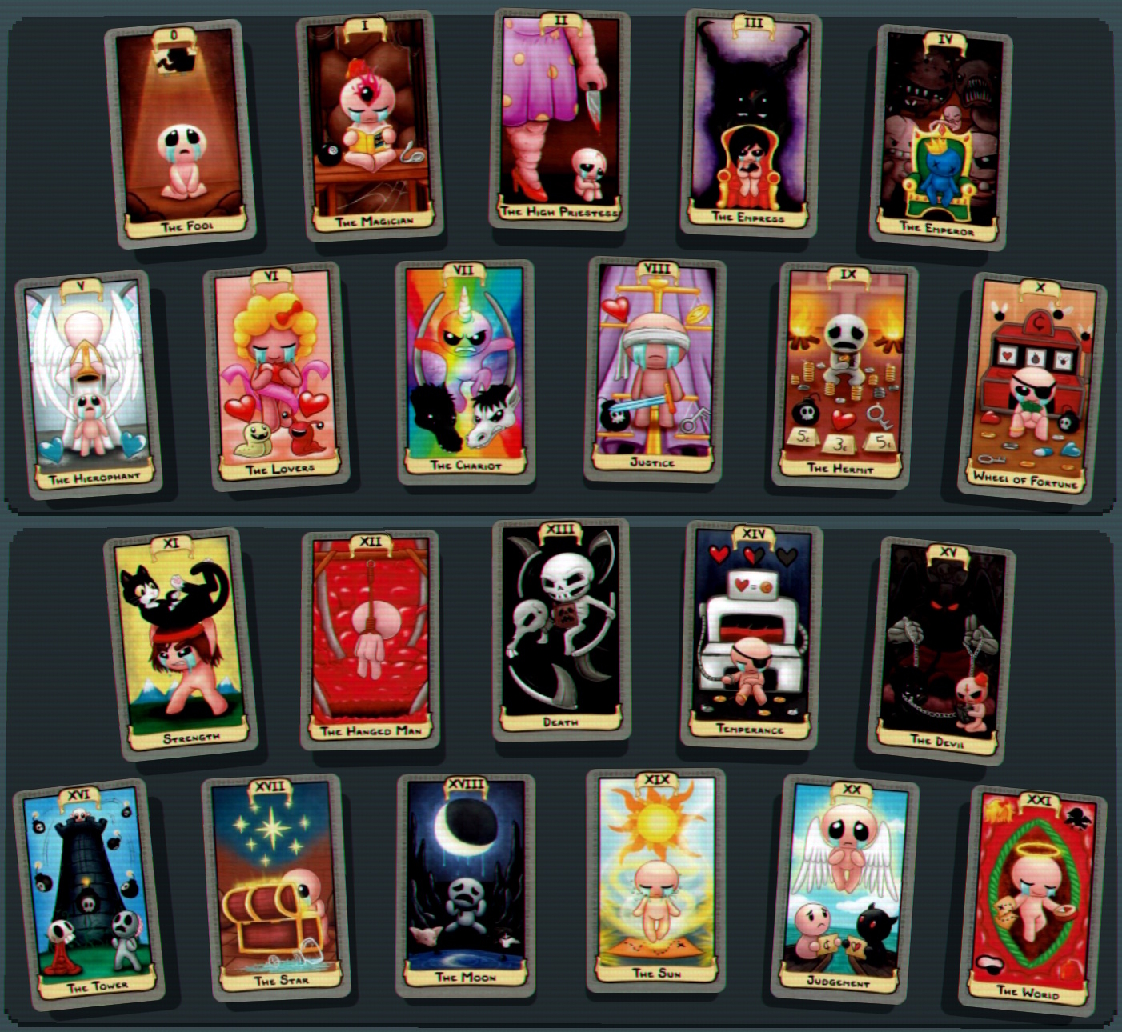 0
THE FOOL
I
THE MAGICIAN
II
THE HIGH PRIESTESS
III
THE EMPRESS
IV
THE EMPEROR
V
THE HIEROPHANT
VI
THE LOVERS
VII
THE CHARIOT
VIII
JUSTICE
IX
5¢
3¢
5¢
THE HERMIT
X
¢
WHEEL OF FORTUNE
XI
STRENGTH
XII
THE HANGED MAN
XIII
DEATH
XIV
=
TEMPERANCE
XV
THE DEVIL
XVI
THE TOWER
XVII
THE STAR
XVIII
THE MOON
XIX
THE SUN
XX
JUDGEMENT
XXI
THE WORLD